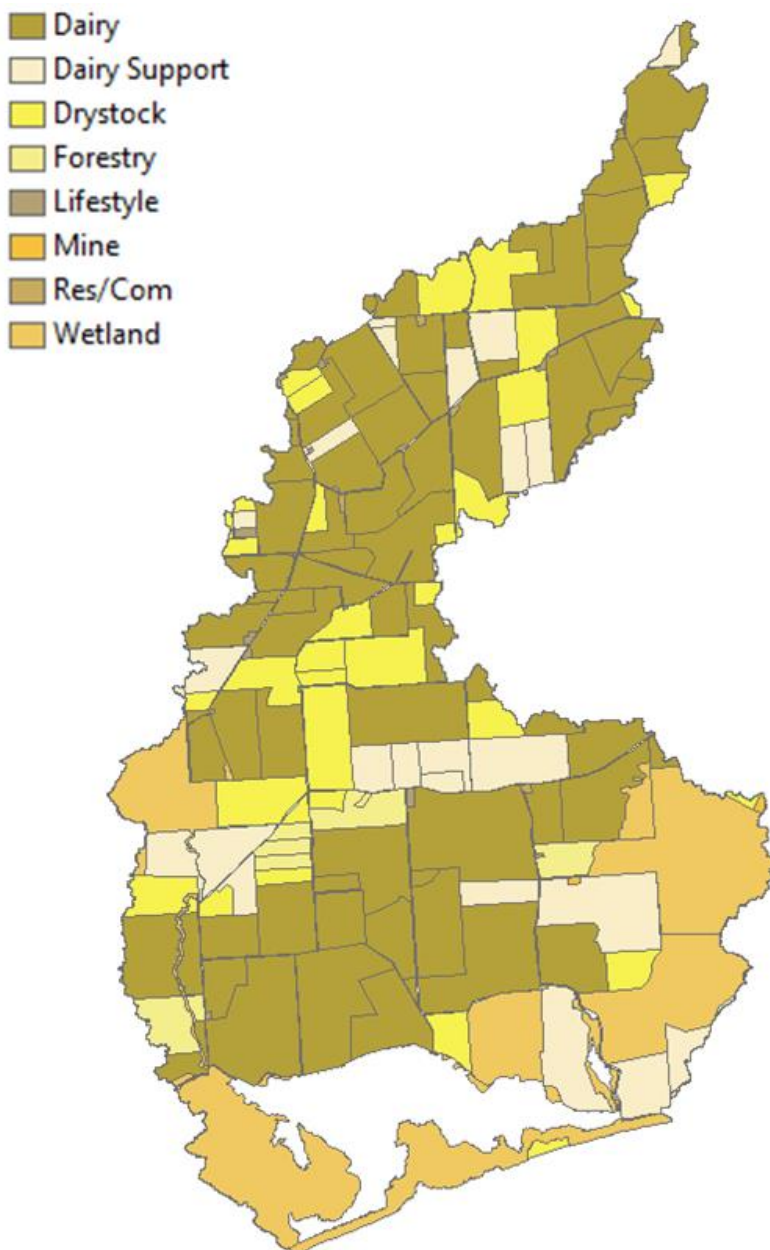 Dairy
Dairy Support
Drystock
Forestry
Lifestyle
Mine
Res/Com
Wetland